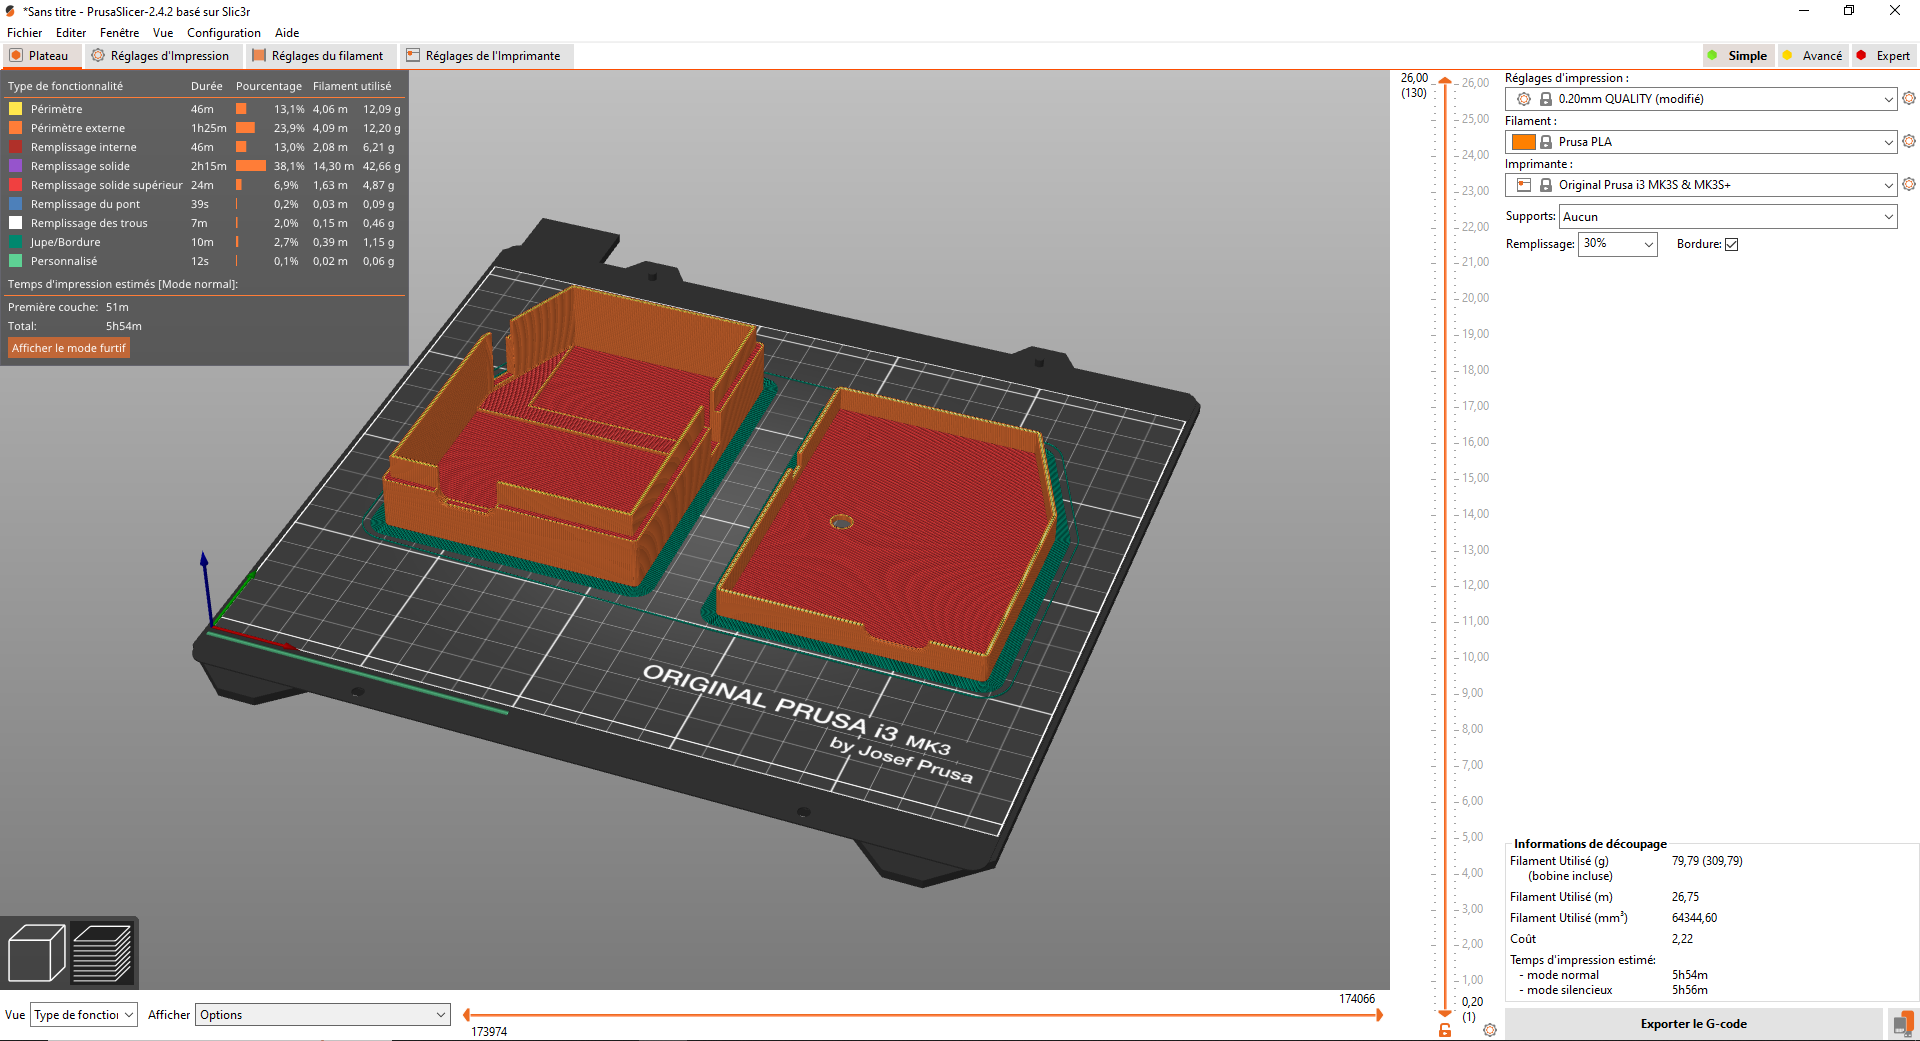 *Sans titre - PrusaSlicer-2.4.2 basé sur Slic3r
Fichier Editer Fenêtre Vue Configuration Aide
Plateau Réglages d'Impression Réglages du filament Réglages de l'Imprimante Simple Avancé Expert
Type de fonctionnalité Durée Pourcentage Filament utilisé
Périmètre 46m 13,1% 4,06 m 12,09 g
Périmètre externe 1h25m 23,9% 4,09 m 12,20 g
Remplissage interne 46m 13,0% 2,08 m 6,21 g
Remplissage solide 2h15m 38,1% 14,30 m 42,66 g
Remplissage solide supérieur 24m 6,9% 1,63 m 4,87 g
Remplissage du pont 39s 0,2% 0,03 m 0,09 g
Remplissage des trous 7m 2,0% 0,15 m 0,46 g
Jupe/Bordure 10m 2,7% 0,39 m 1,15 g
Personnalisé 12s 0,1% 0,02 m 0,06 g
Temps d'impression estimés [Mode normal]:
Première couche: 51m
Total: 5h54m
Afficher le mode furtif
ORIGINAL PRUSA i3 MK3
by Josef Prusa
26,00
(130)
26,00
25,00
24,00
23,00
22,00
21,00
20,00
19,00
18,00
17,00
16,00
15,00
14,00
13,00
12,00
11,00
10,00
9,00
8,00
7,00
6,00
5,00
4,00
3,00
2,00
1,00
0,20
(1)
Réglages d'impression :
0.20mm QUALITY (modifié)
Filament :
Prusa PLA
Imprimante :
Original Prusa i3 MK3S & MK3S+
Supports: Aucun
Remplissage: 30% Bordure:
Informations de découpage
Filament Utilisé (g) 79,79 (309,79)
(bobine incluse)
Filament Utilisé (m) 26,75
Filament Utilisé (mm³) 64344,60
Coût 2,22
Temps d'impression estimé:
- mode normal 5h54m
- mode silencieux 5h56m
Exporter le G-code
Vue Type de fonction Afficher Options
174066
173974